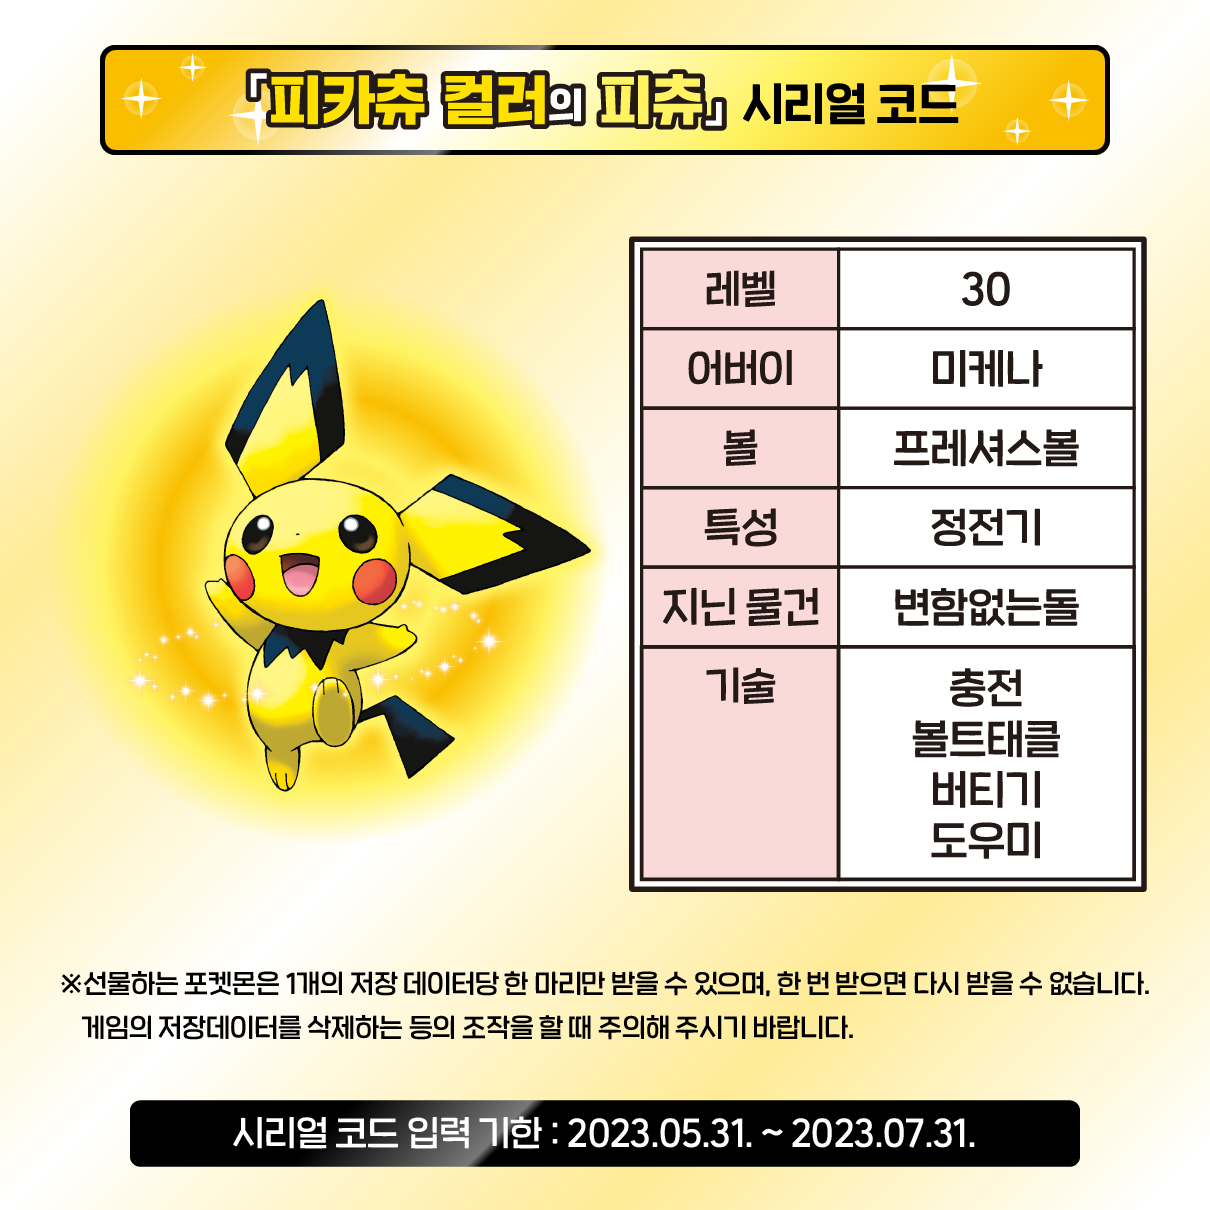 「피카츄 컬러의 피츄」 시리얼 코드
레벨 30
어버이 미케나
볼 프레셔스볼
특성 정전기
지닌 물건 변함없는돌
기술 충전
볼트태클
버티기
도우미
※선물하는 포켓몬은 1개의 저장 데이터당 한 마리만 받을 수 있으며, 한 번 받으면 다시 받을 수 없습니다.
게임의 저장데이터를 삭제하는 등의 조작을 할 때 주의해 주시기 바랍니다.
시리얼 코드 입력 기한 : 2023.05.31. ~ 2023.07.31.